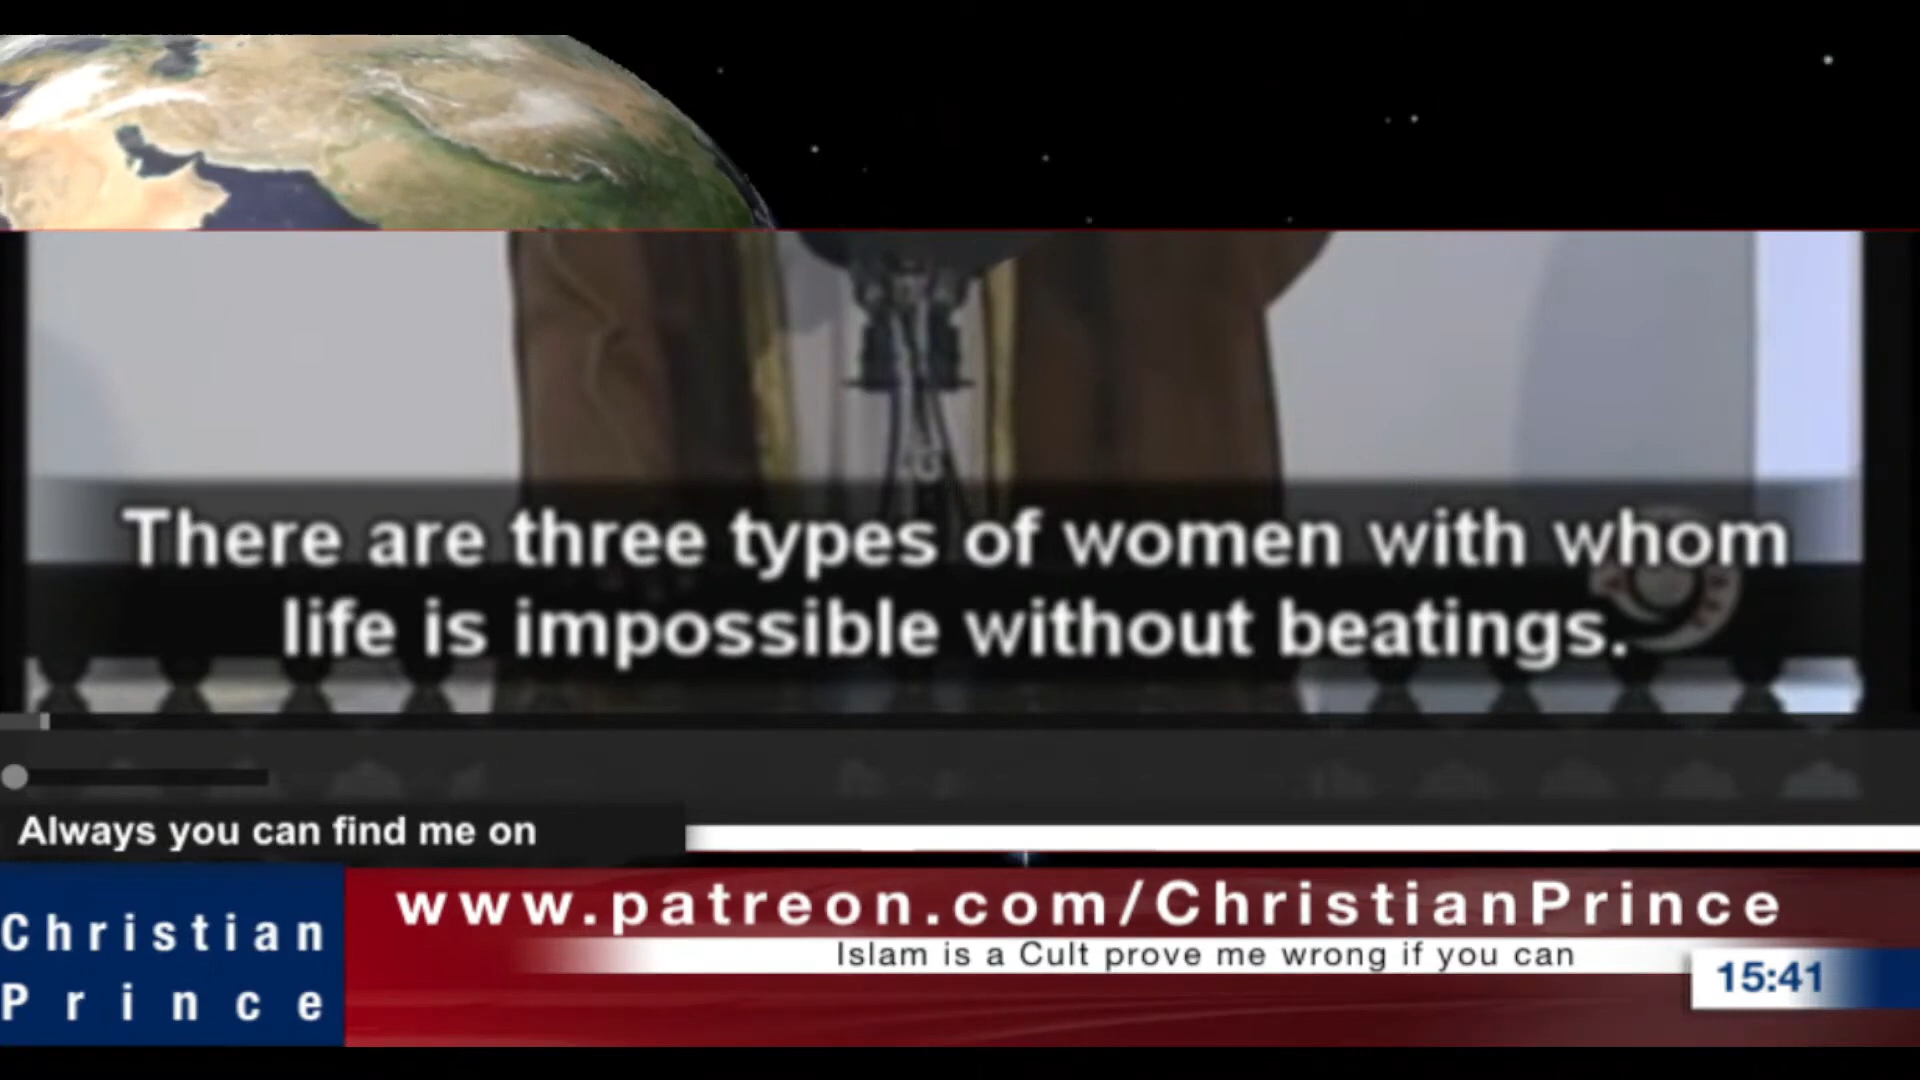 There are three types of women with whom
life is impossible without beatings.
Always you can find me on
www.patreon.com/ChristianPrince
Islam is a Cult prove me wrong if you can
Christian
Prince
15:41